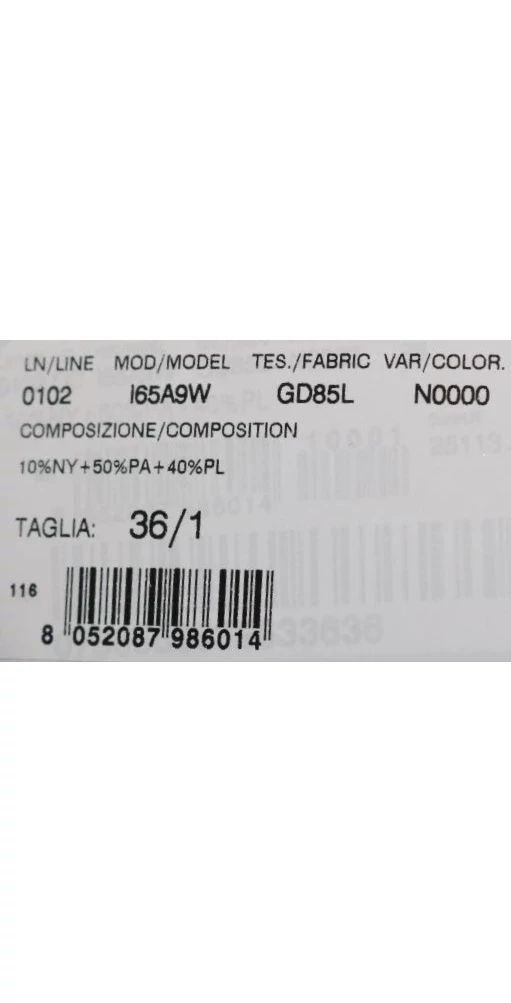 LN/LINE MOD/MODEL TES./FABRIC VAR/COLOR.
0102 I65A9W GD85L N0000
COMPOSIZIONE/COMPOSITION
10%NY+50%PA+40%PL
TAGLIA: 36/1
116
8 052087 986014